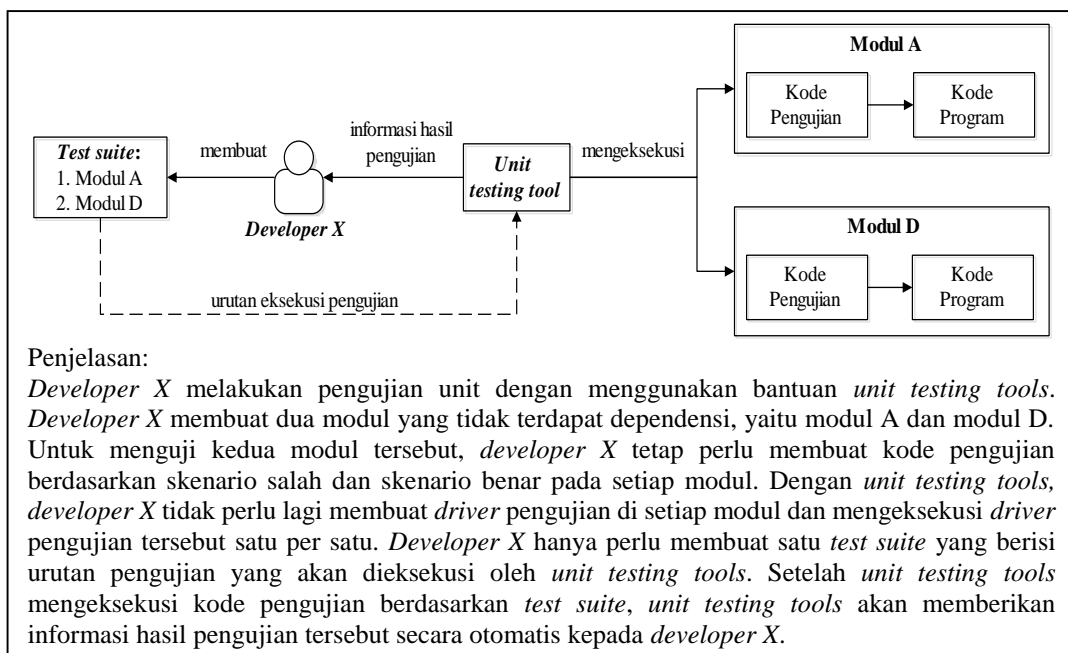 Modul A
Kode
Pengujian
Kode
Program
Test suite:
1. Modul A
2. Modul D
membuat
Developer X
informasi hasil
pengujian
Unit
testing tool
mengeksekusi
Modul D
Kode
Pengujian
Kode
Program
urutan eksekusi pengujian
Penjelasan:
Developer X melakukan pengujian unit dengan menggunakan bantuan unit testing tools.
Developer X membuat dua modul yang tidak terdapat dependensi, yaitu modul A dan modul D.
Untuk menguji kedua modul tersebut, developer X tetap perlu membuat kode pengujian
berdasarkan skenario salah dan skenario benar pada setiap modul. Dengan unit testing tools,
developer X tidak perlu lagi membuat driver pengujian di setiap modul dan mengeksekusi driver
pengujian tersebut satu per satu. Developer X hanya perlu membuat satu test suite yang berisi
urutan pengujian yang akan dieksekusi oleh unit testing tools. Setelah unit testing tools
mengeksekusi kode pengujian berdasarkan test suite, unit testing tools akan memberikan
informasi hasil pengujian tersebut secara otomatis kepada developer X.